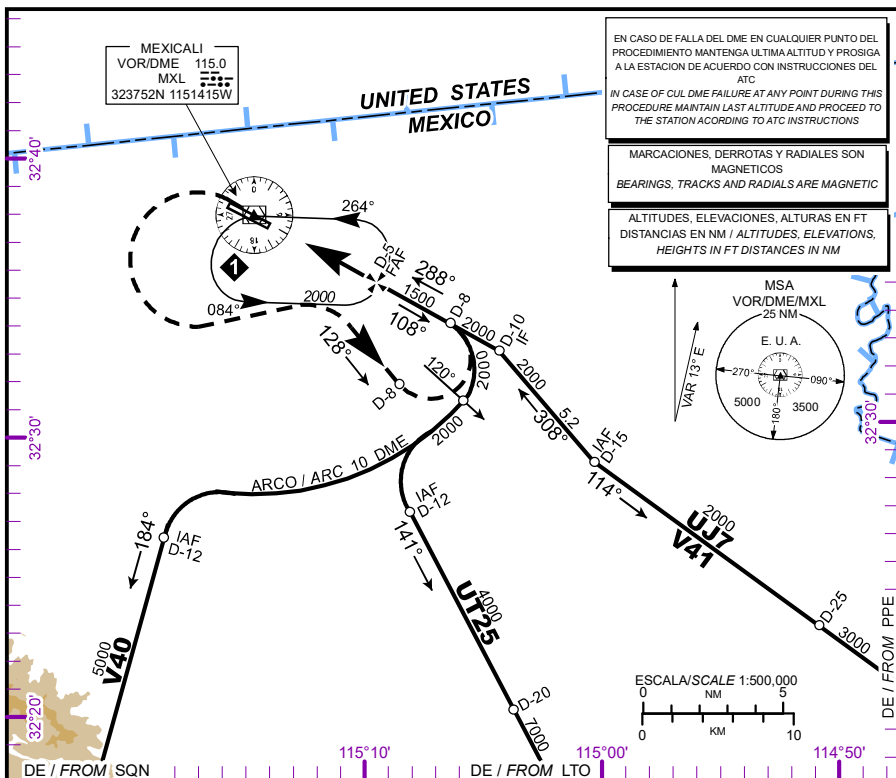 MEXICALI
VOR/DME 115.0
MXL
323752N 1151415W
EN CASO DE FALLA DEL DME EN CUALQUIER PUNTO DEL
PROCEDIMIENTO MANTENGA ULTIMA ALTITUD Y PROSIGA
A LA ESTACION DE ACUERDO CON INSTRUCCIONES DEL
ATC
IN CASE OF CUL DME FAILURE AT ANY POINT DURING THIS
PROCEDURE MAINTAIN LAST ALTITUDE AND PROCEED TO
THE STATION ACORDING TO ATC INSTRUCTIONS
MARCACIONES, DERROTAS Y RADIALES SON
MAGNETICOS
BEARINGS, TRACKS AND RADIALS ARE MAGNETIC
ALTITUDES, ELEVACIONES, ALTURAS EN FT
DISTANCIAS EN NM / ALTITUDES, ELEVATIONS,
HEIGHTS IN FT DISTANCES IN NM
UNITED STATES
MEXICO
32°40'
0
9
18
27
264°
1
084°
2000
D-5
FAF
288°
1500
108°
D-8
2000
D-10
IF
128°
D-8
120°
2000
2000
2000
5.2
308°
IAF
D-15
114°
2000
UJ7
V41
D-25
3000
DE / FROM PPE
MSA
VOR/DME/MXL
25 NM
E. U. A.
270°
090°
180°
5000
3500
VAR 13° E
32°30'
ARCO / ARC 10 DME
IAF
D-12
184°
5000
V40
IAF
D-12
141°
4000
UT25
D-20
7000
32°20'
ESCALA/SCALE 1:500,000
0 NM 5
0 KM 10
115°10'
115°00'
114°50'
DE / FROM SQN
DE / FROM LTO